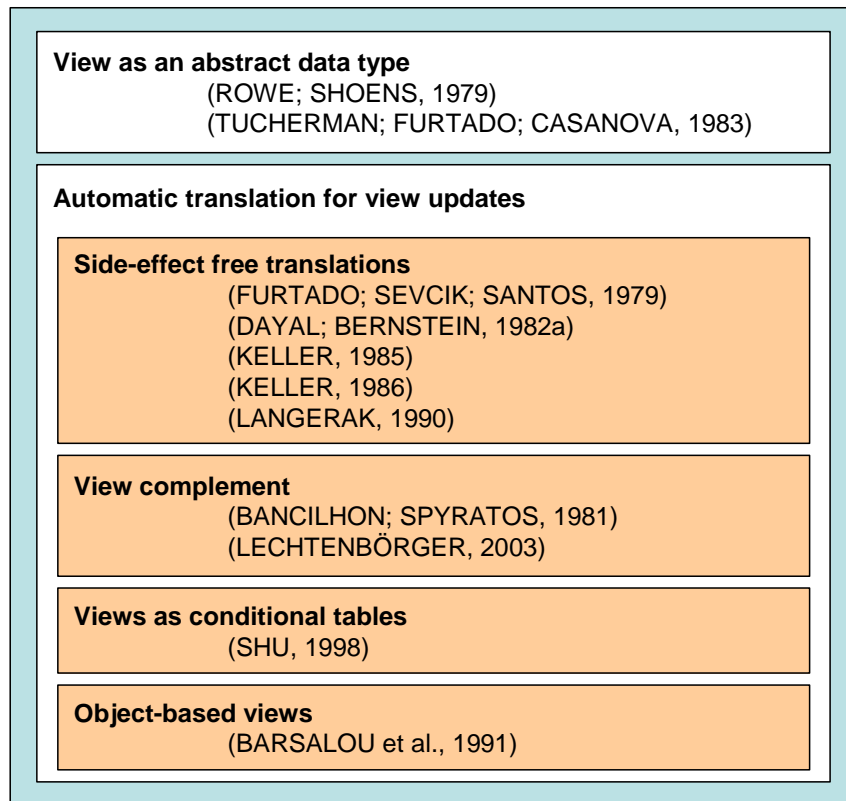 View as an abstract data type
(ROWE; SHOENS, 1979)
(TUCHERMAN; FURTADO; CASANOVA, 1983)
Automatic translation for view updates
Side-effect free translations
(FURTADO; SEVCIK; SANTOS, 1979)
(DAYAL; BERNSTEIN, 1982a)
(KELLER, 1985)
(KELLER, 1986)
(LANGERAK, 1990)
View complement
(BANCILHON; SPYRATOS, 1981)
(LECHTENBÖRGER, 2003)
Views as conditional tables
(SHU, 1998)
Object-based views
(BARSALOU et al., 1991)